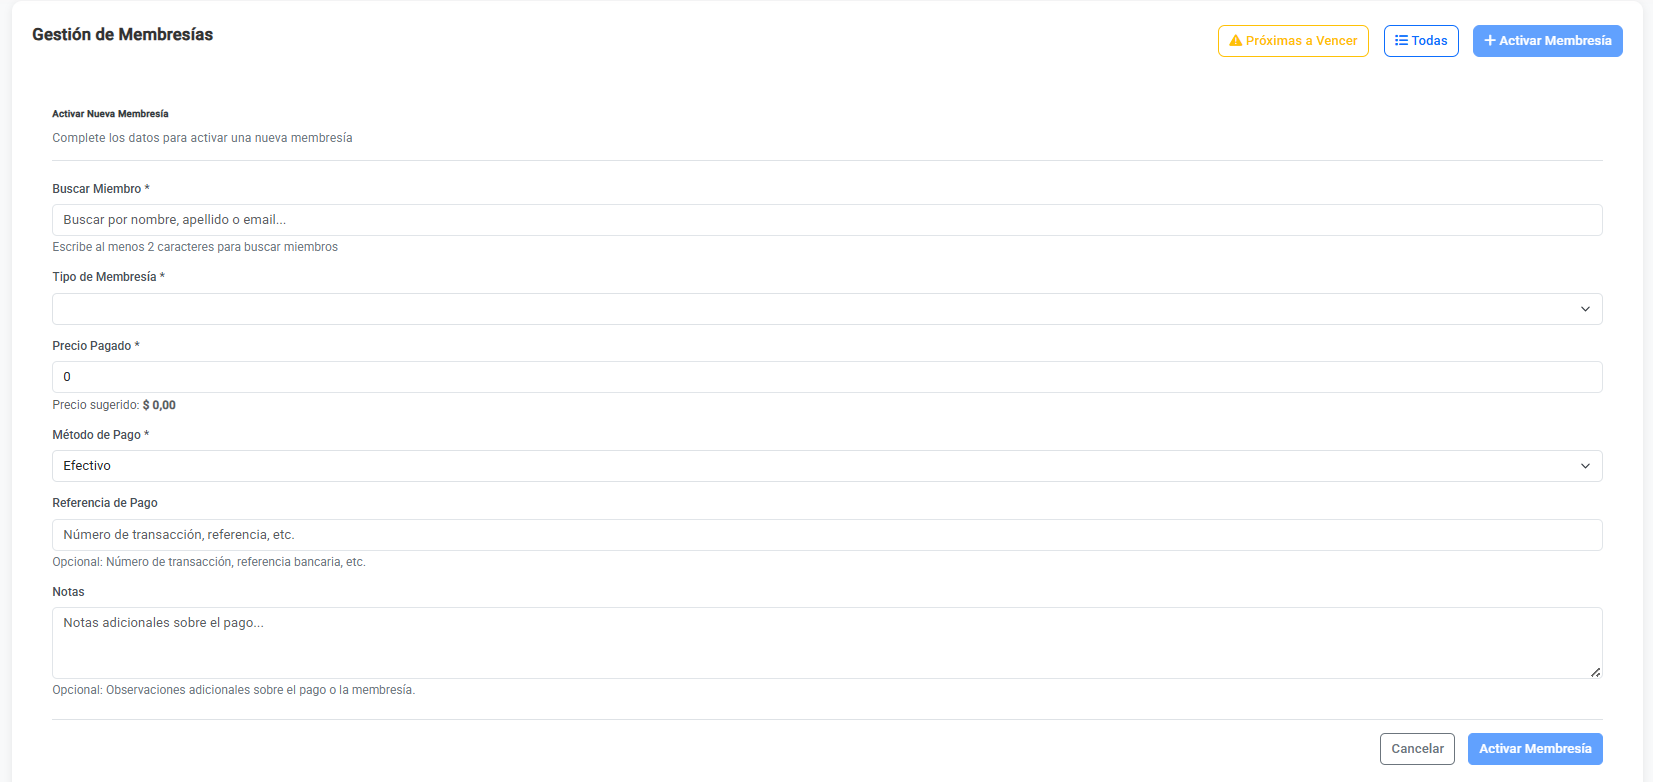 Gestión de Membresías
Próximas a Vencer
Todas
Activar Membresía
Activar Nueva Membresía
Complete los datos para activar una nueva membresía
Buscar Miembro *
Buscar por nombre, apellido o email...
Escribe al menos 2 caracteres para buscar miembros
Tipo de Membresía *
Precio Pagado *
0
Precio sugerido: $ 0,00
Método de Pago *
Efectivo
Referencia de Pago
Número de transacción, referencia, etc.
Opcional: Número de transacción, referencia bancaria, etc.
Notas
Notas adicionales sobre el pago...
Opcional: Observaciones adicionales sobre el pago o la membresía.
Cancelar
Activar Membresía